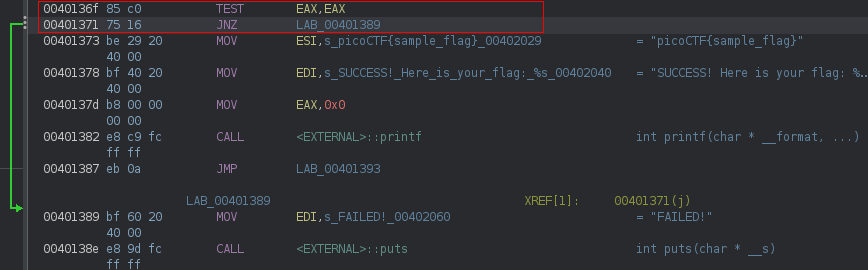 0040136f 85 c0 TEST EAX,EAX
00401371 75 16 JNZ LAB_00401389
00401373 be 29 20 MOV ESI,s_picoCTF{sample_flag}_00402029 = "picoCTF{sample_flag}"
40 00
00401378 bf 40 20 MOV EDI,s_SUCCESS!_Here_is_your_flag:_%s_00402040 = "SUCCESS! Here is your flag: %..
40 00
0040137d b8 00 00 MOV EAX,0x0
00 00
00401382 e8 c9 fc CALL <EXTERNAL>::printf int printf(char * __format, ...)
ff ff
00401387 eb 0a JMP LAB_00401393
LAB_00401389 XREF[1]: 00401371(j)
00401389 bf 60 20 MOV EDI,s_FAILED!_00402060 = "FAILED!"
40 00
0040138e e8 9d fc CALL <EXTERNAL>::puts int puts(char * __s)
ff ff